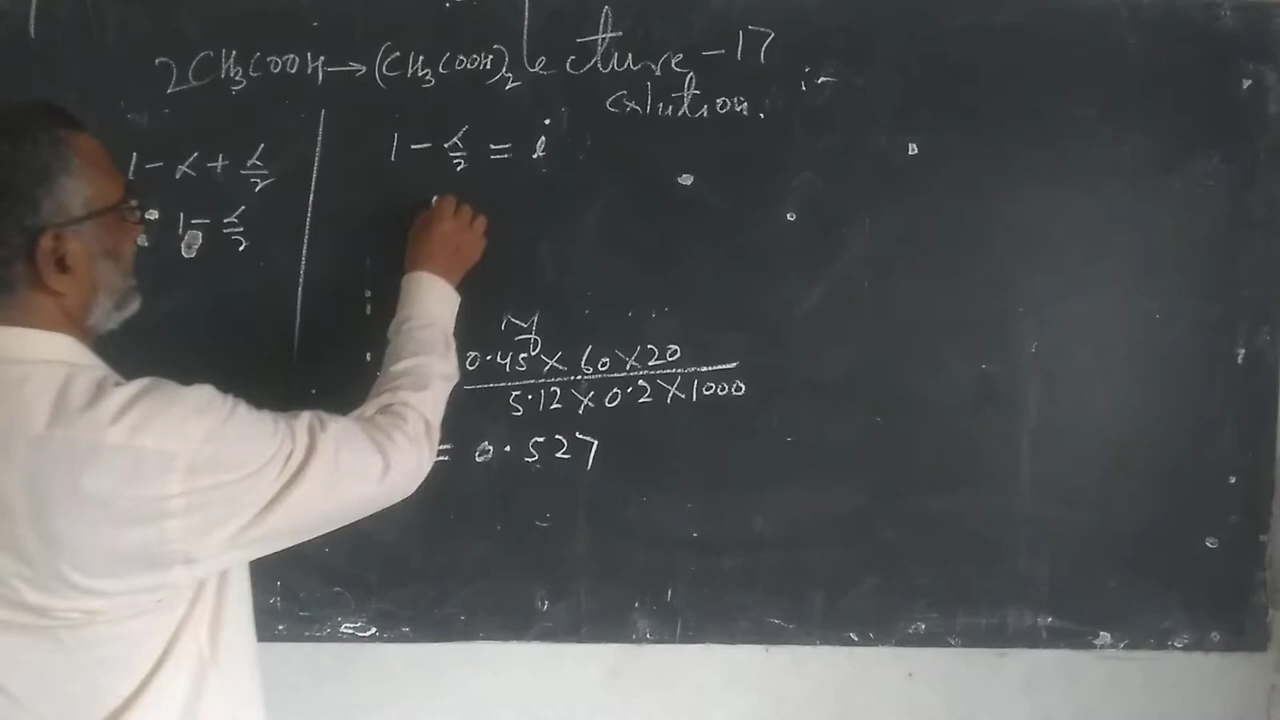 2CH3COOH → (CH3COOH)2 Lecture - 17
Solution.
1 - α + α/2
1 - α/2
1 - α/2 = i
0.45 × 60 × 20
5.12 × 0.2 × 1000
= 0.527